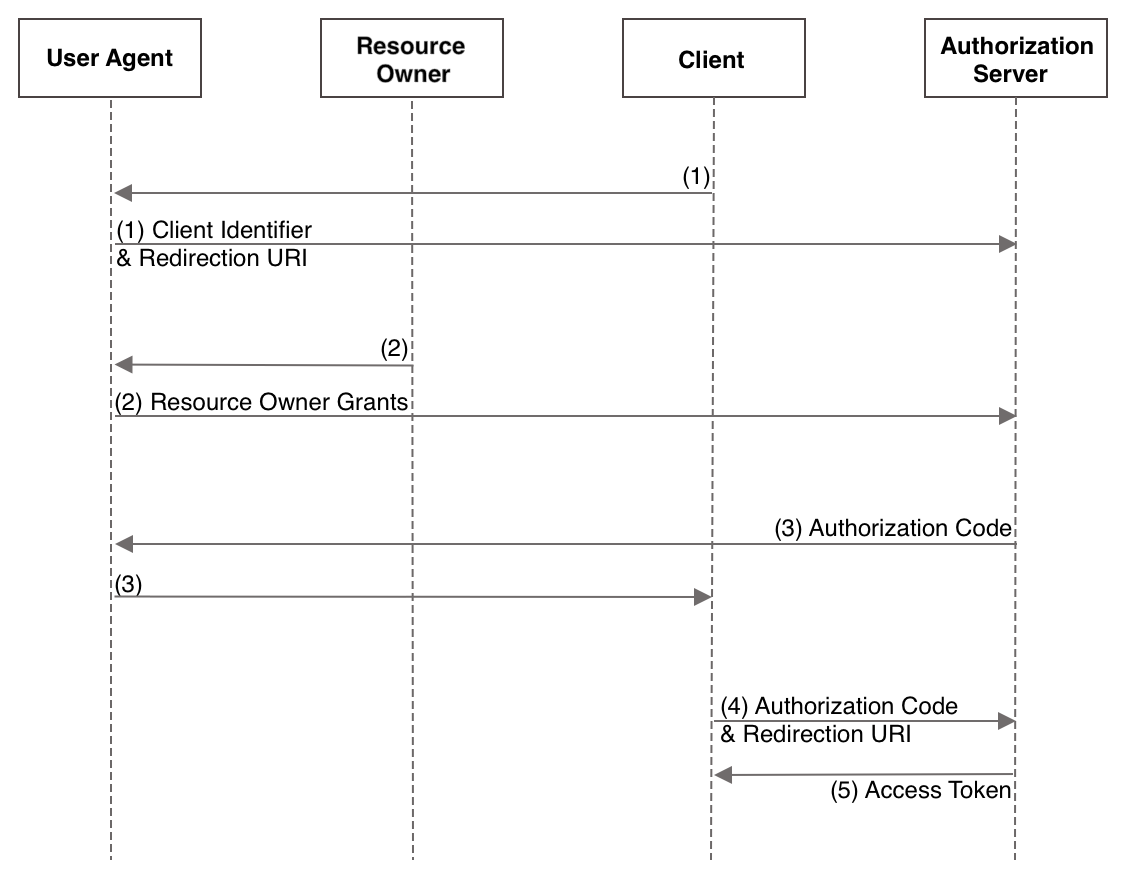 User Agent
Resource
Owner
Client
Authorization
Server
(1)
(1) Client Identifier
& Redirection URI
(2)
(2) Resource Owner Grants
(3) Authorization Code
(3)
(4) Authorization Code
& Redirection URI
(5) Access Token